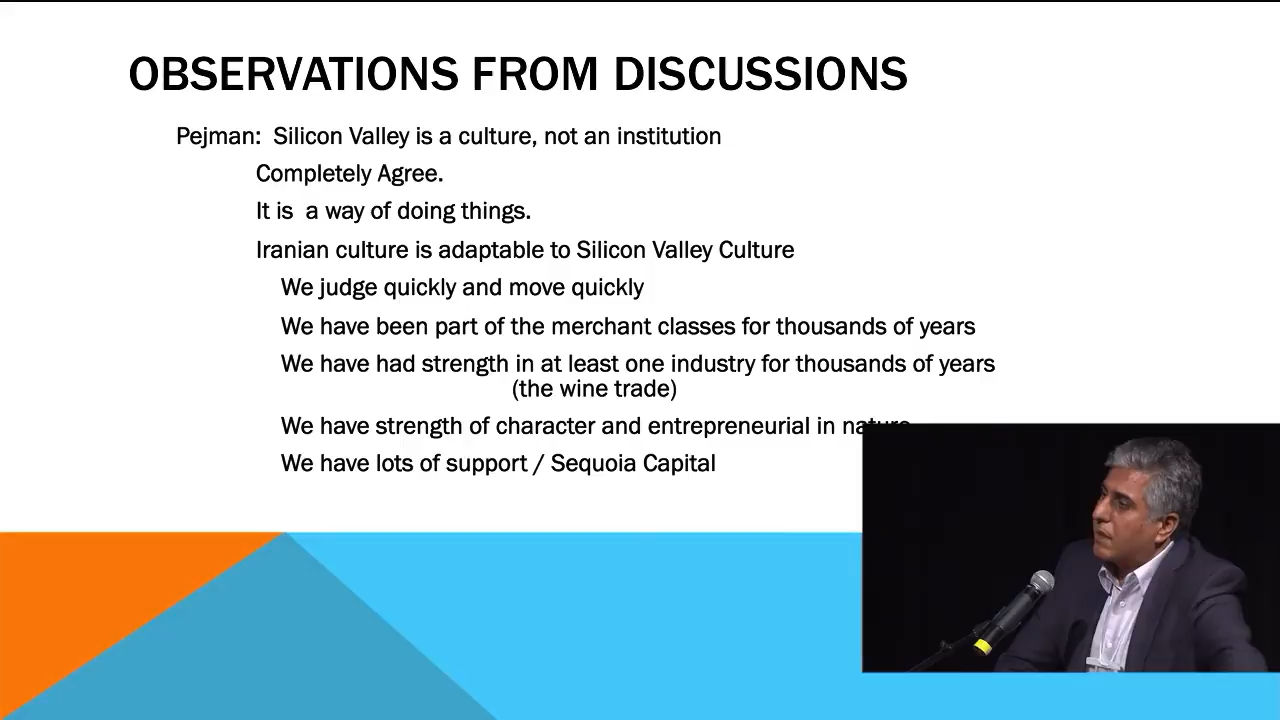 OBSERVATIONS FROM DISCUSSIONS
Pejman: Silicon Valley is a culture, not an institution
Completely Agree.
It is a way of doing things.
Iranian culture is adaptable to Silicon Valley Culture
We judge quickly and move quickly
We have been part of the merchant classes for thousands of years
We have had strength in at least one industry for thousands of years
(the wine trade)
We have strength of character and entrepreneurial in nature
We have lots of support / Sequoia Capital